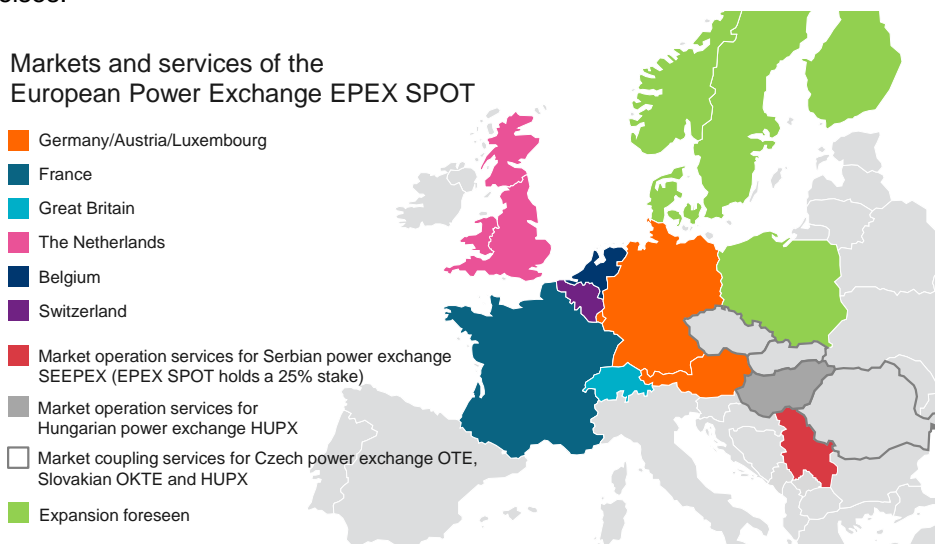 Markets and services of the
European Power Exchange EPEX SPOT
Germany/Austria/Luxembourg
France
Great Britain
The Netherlands
Belgium
Switzerland
Market operation services for Serbian power exchange
SEEPEX (EPEX SPOT holds a 25% stake)
Market operation services for
Hungarian power exchange HUPX
Market coupling services for Czech power exchange OTE,
Slovakian OKTE and HUPX
Expansion foreseen